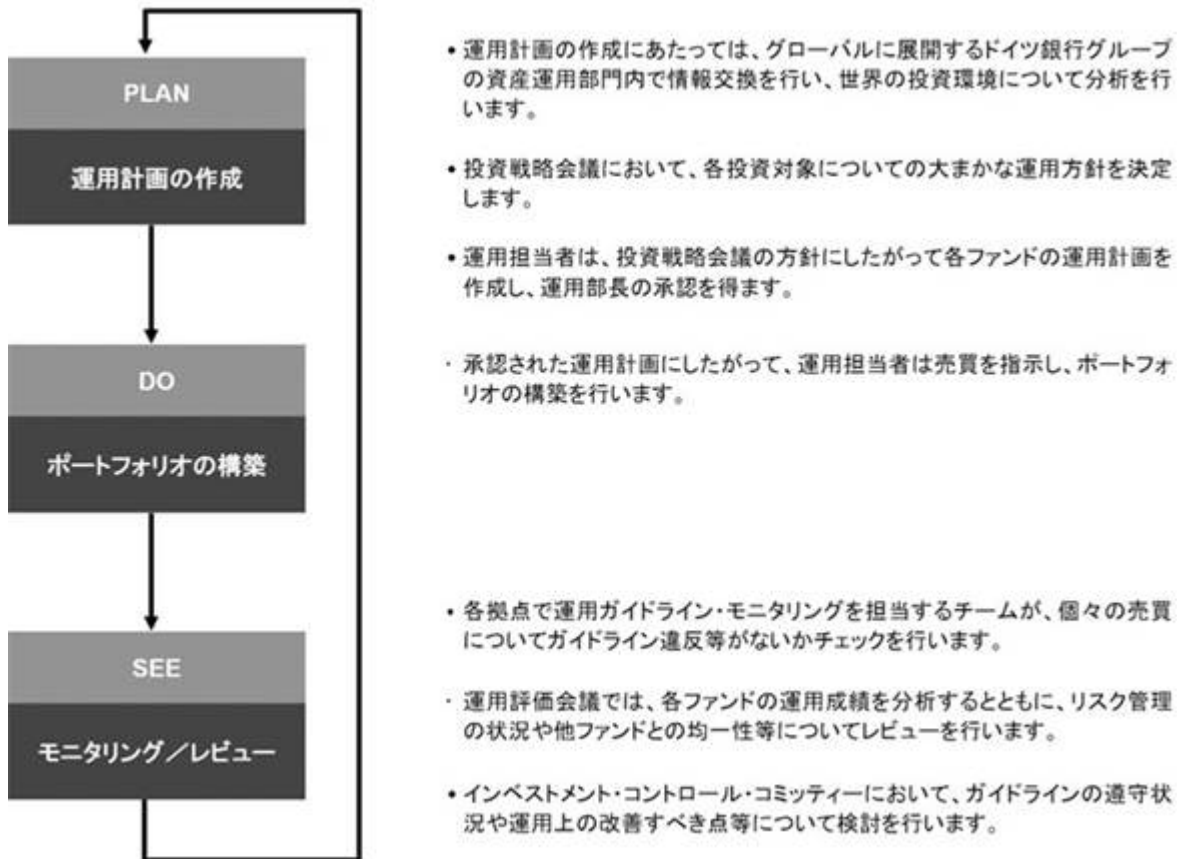 PLAN
運用計画の作成
・運用計画の作成にあたっては、グローバルに展開するドイツ銀行グループ
の資産運用部門内で情報交換を行い、世界の投資環境について分析を行
います。
・投資戦略会議において、各投資対象についての大まかな運用方針を決定
します。
・運用担当者は、投資戦略会議の方針にしたがって各ファンドの運用計画を
作成し、運用部長の承認を得ます。
DO
ポートフォリオの構築
・承認された運用計画にしたがって、運用担当者は売買を指示し、ポートフォ
リオの構築を行います。
SEE
モニタリング／レビュー
・各拠点で運用ガイドライン・モニタリングを担当するチームが、個々の売買
についてガイドライン違反等がないかチェックを行います。
・運用評価会議では、各ファンドの運用成績を分析するとともに、リスク管理
の状況や他ファンドとの均一性等についてレビューを行います。
・インベストメント・コントロール・コミッティーにおいて、ガイドラインの遵守状
況や運用上の改善すべき点等について検討を行います。